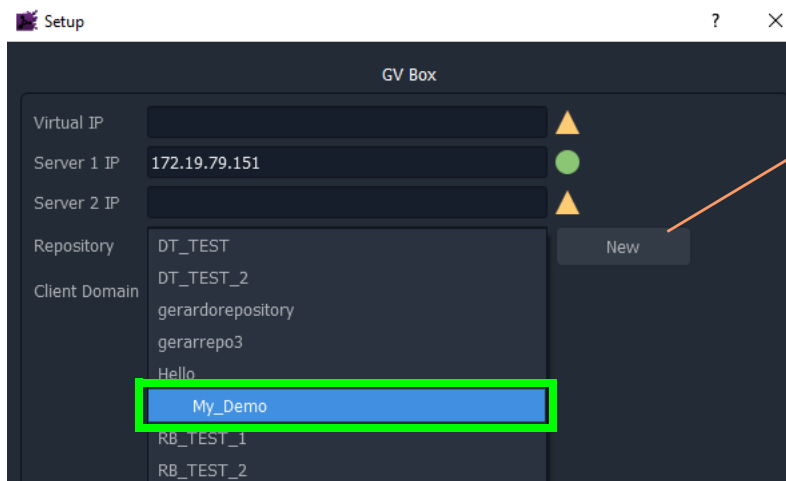 Setup ? ×
GV Box
Virtual IP
Server 1 IP 172.19.79.151
Server 2 IP
Repository DT_TEST New
DT_TEST_2
Client Domain
gerardorepository
gerarrepo3
Hello
My_Demo
RB_TEST_1
RB_TEST_2